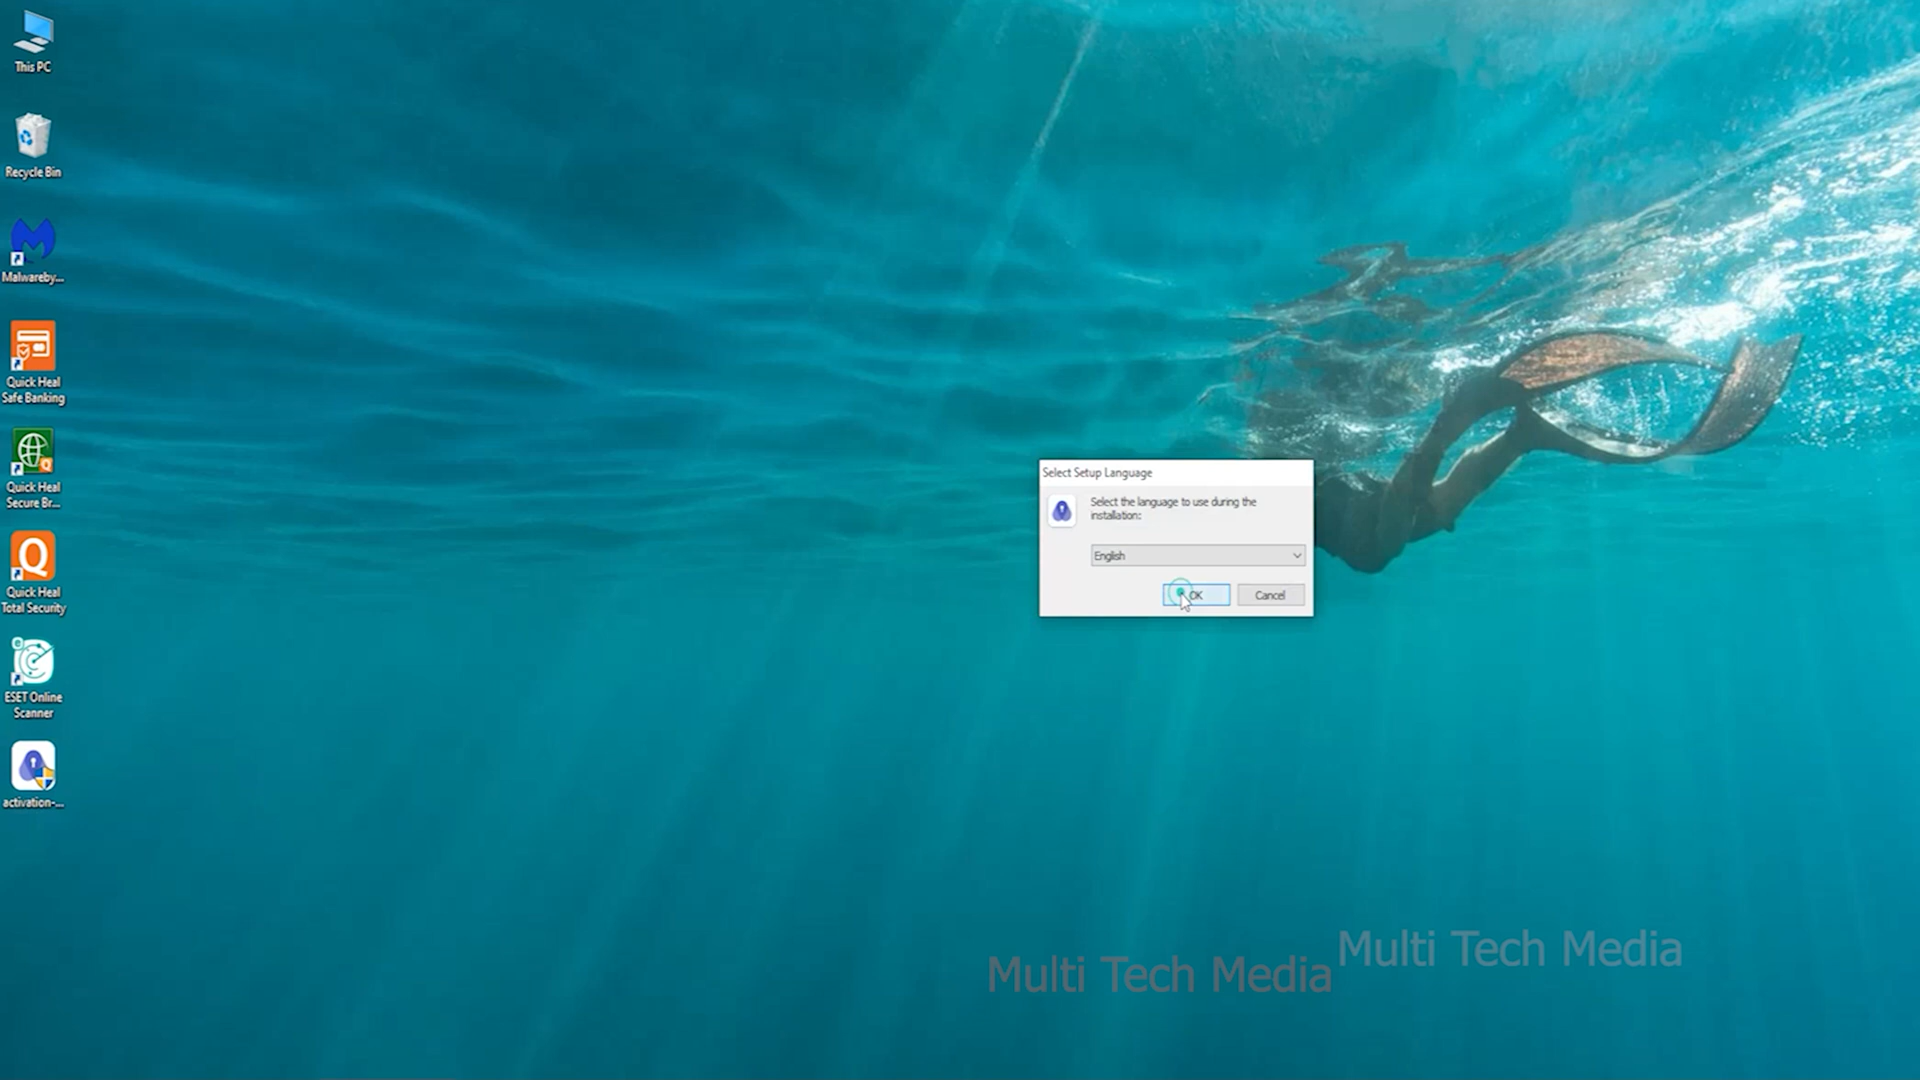 This PC
Recycle Bin
Malwareby...
Quick Heal
Safe Banking
Quick Heal
Secure Br...
Quick Heal
Total Security
ESET Online
Scanner
activation-...
Select Setup Language
Select the language to use during the
installation:
English
OK
Cancel
Multi Tech Media
Multi Tech Media